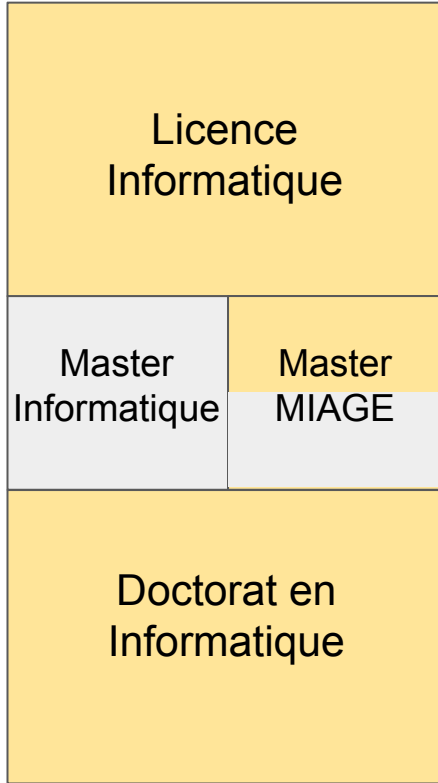 Licence
Informatique
Master
Informatique
Master
MIAGE
Doctorat en
Informatique